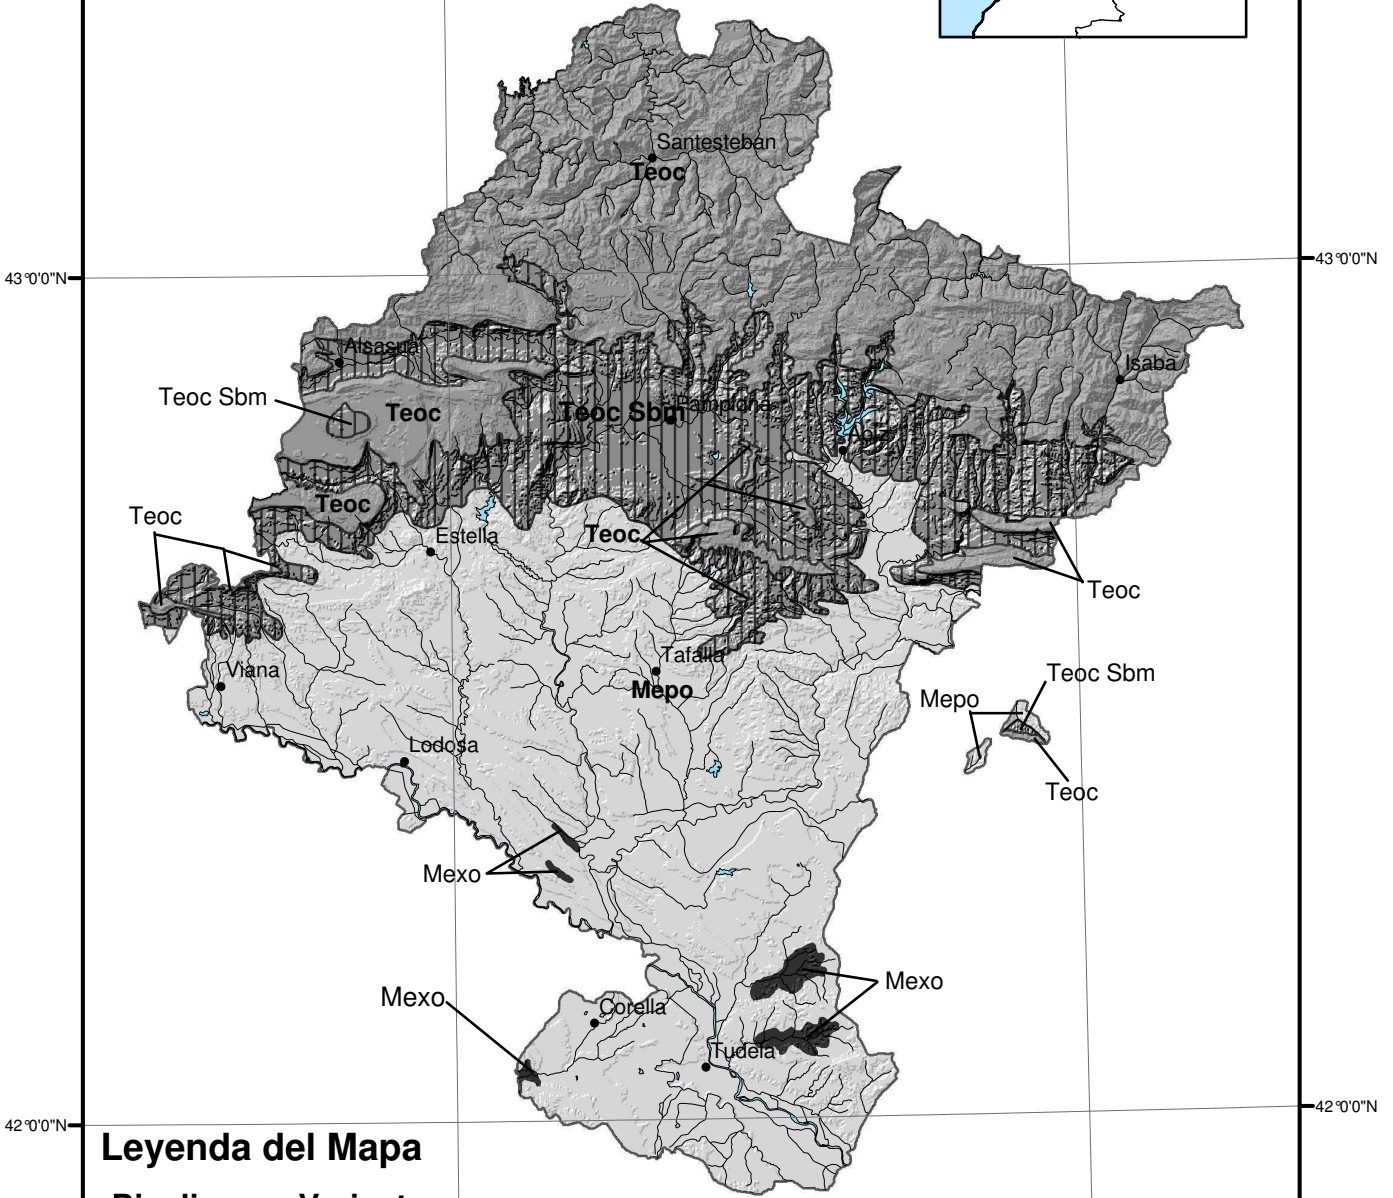 Santesteban
Teoc
43°0'0"N
43°0'0"N
Alsasua
Isaba
Teoc Sbm
Teoc
Teoc Sbm
Pamplona
Aoiz
Teoc
Teoc
Teoc
Estella
Teoc
Viana
Tafalla
Mepo
Teoc Sbm
Mepo
Lodosa
Teoc
Mexo
Mexo
Mexo
Corella
Tudela
42°0'0"N
42°0'0"N
Leyenda del Mapa